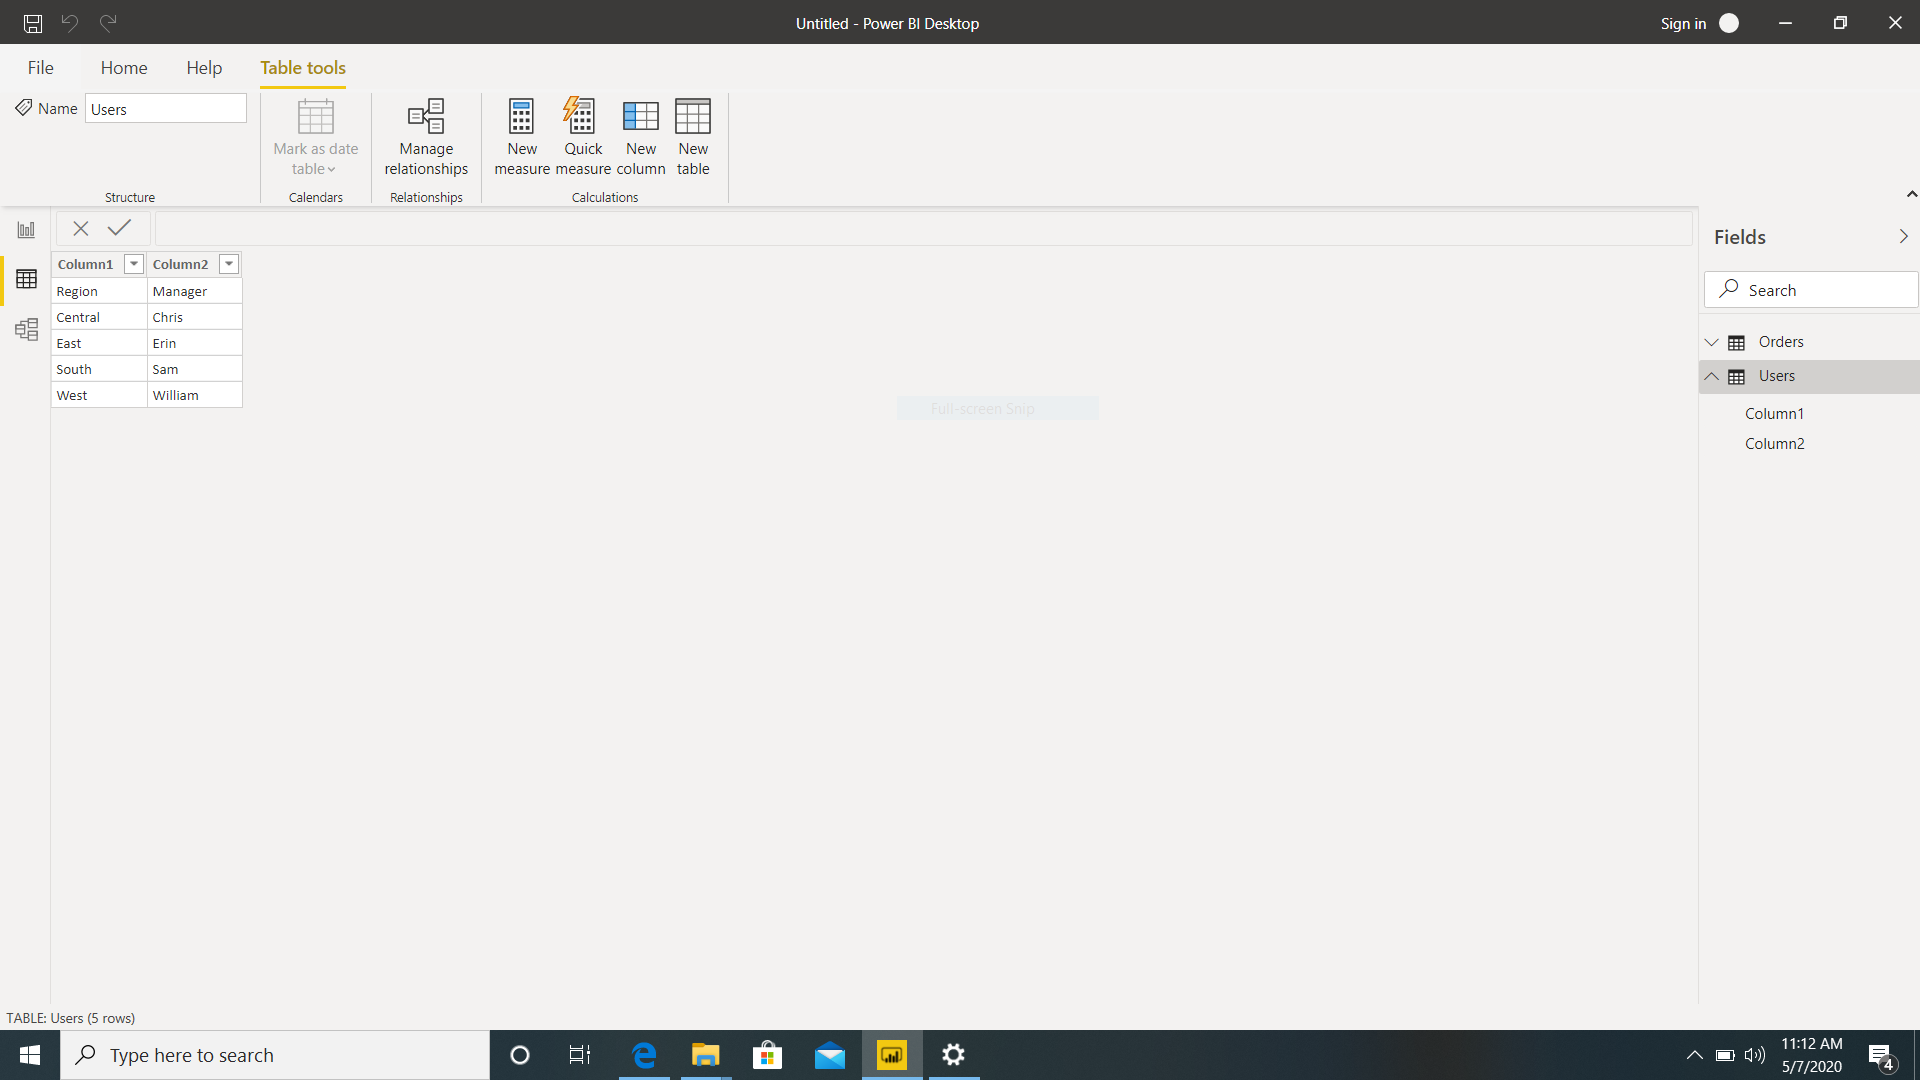 Untitled - Power BI Desktop
Sign in
File
Home
Help
Table tools
Name
Users
Mark as date
table
Manage
relationships
New
measure
Quick
measure
New
column
New
table
Structure
Calendars
Relationships
Calculations
Column1
Column2
Region
Manager
Central
Chris
East
Erin
South
Sam
West
William
Full-screen Snip
Fields
Search
Orders
Users
Column1
Column2
TABLE: Users (5 rows)
Type here to search
11:12 AM
5/7/2020
4